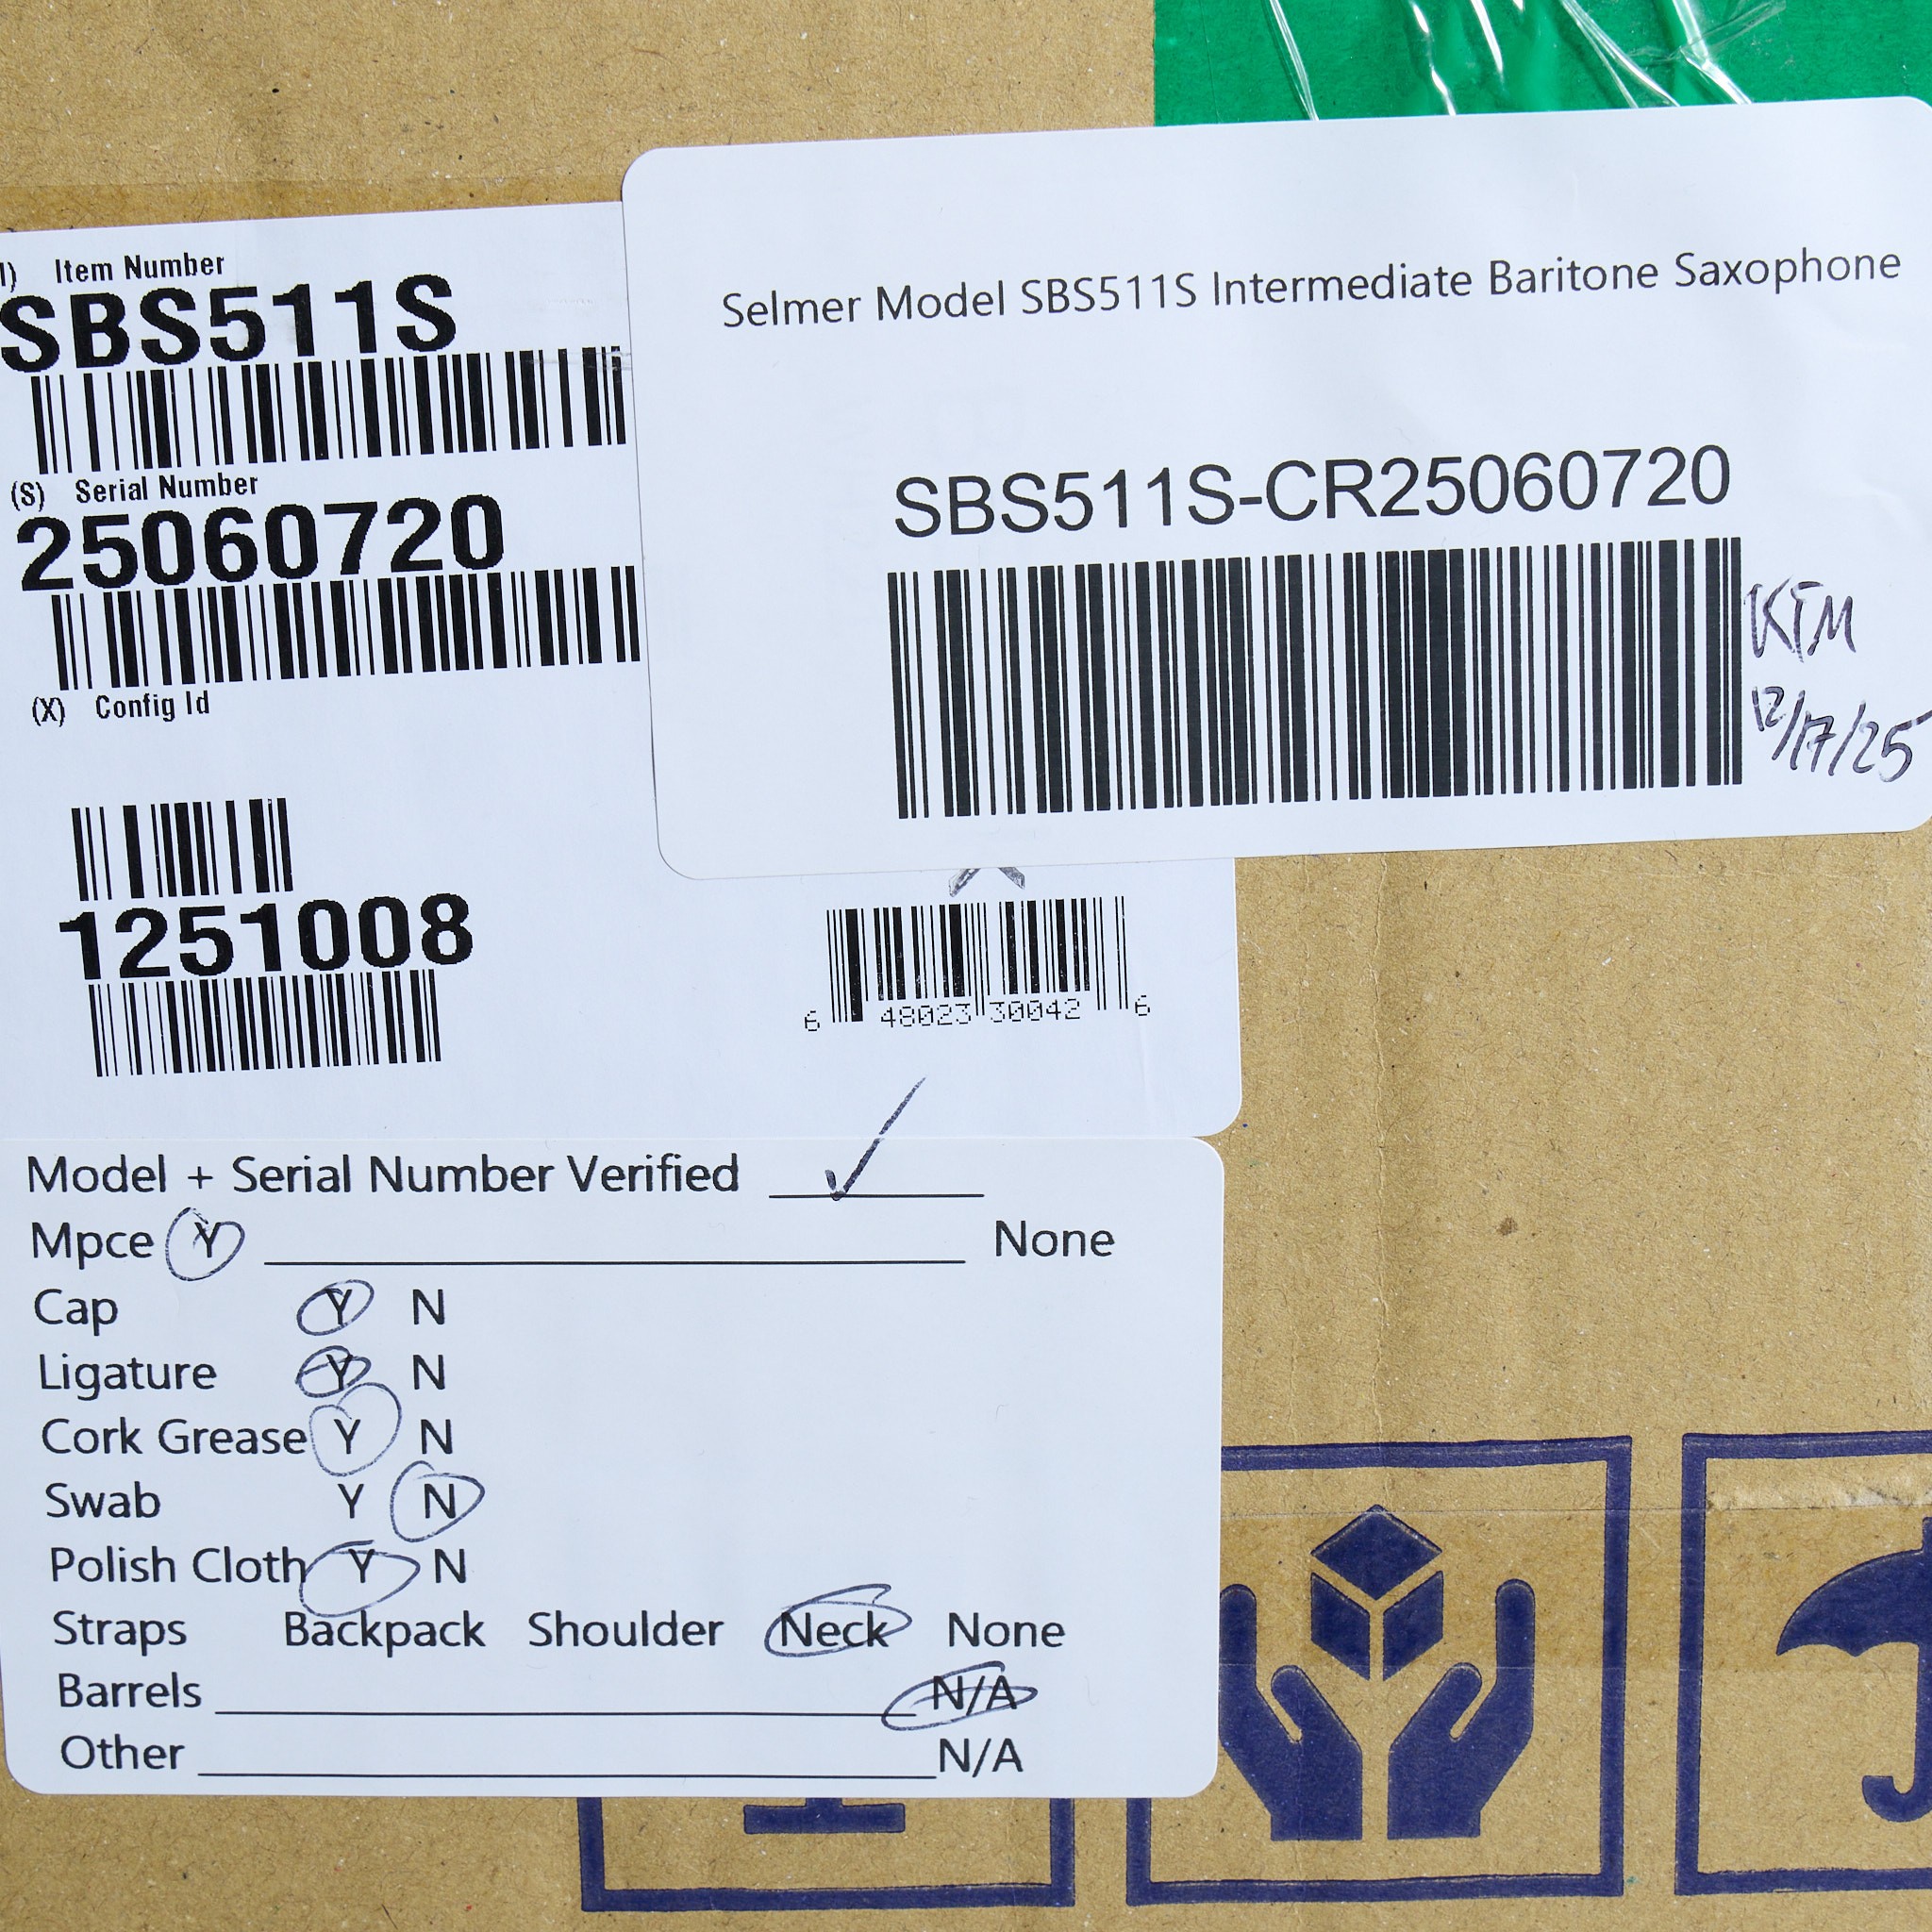 I) Item Number
SBS511S
(S) Serial Number
25060720
(X) Config Id
1251008
6 48023 30042 6
Selmer Model SBS511S Intermediate Baritone Saxophone
SBS511S-CR25060720
KTM
12/17/25
Model + Serial Number Verified ✓
Mpce Y None
Cap Y N
Ligature Y N
Cork Grease Y N
Swab Y N
Polish Cloth Y N
Straps Backpack Shoulder Neck None
Barrels N/A
Other N/A